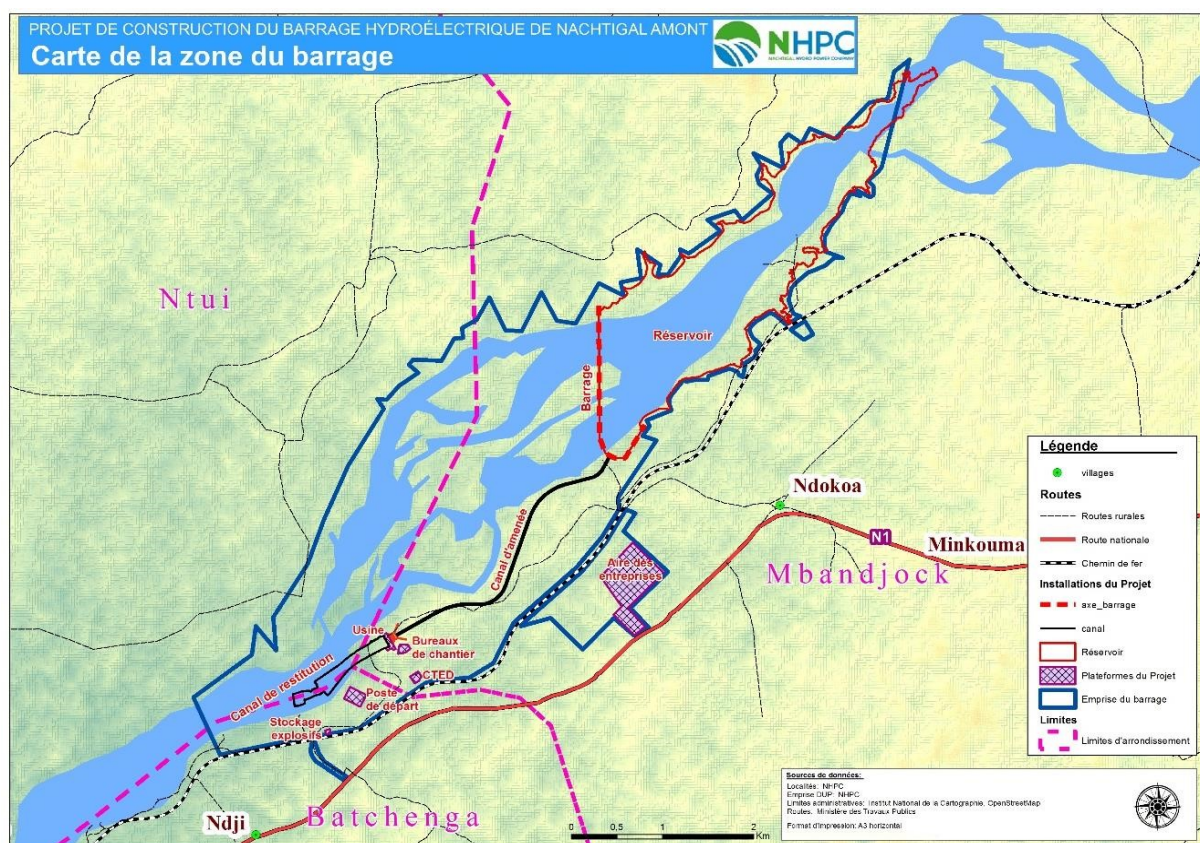 PROJET DE CONSTRUCTION DU BARRAGE HYDROÉLECTRIQUE DE NACHTIGAL AMONT
Carte de la zone du barrage
NHPC
NACHTIGAL HYDRO POWER COMPANY
Ntui
Réservoir
Barrage
Canal d'amenée
Ndokoa
N1
Minkouma
Mbandjock
Aire des
entreprises
Usine
Bureaux
de chantier
CTED
Canal de restitution
Poste
de départ
Stockage
explosifs
Ndji
Batchenga
Légende
villages
Routes
Routes rurales
Route nationale
Chemin de fer
Installations du Projet
axe_barrage
canal
Réservoir
Plateformes du Projet
Emprise du barrage
Limites
Limites d'arrondissement
Sources de données:
Localités: NHPC
Emprise DUP: NHPC
Limites administratives: Institut National de la Cartographie, OpenStreetMap
Routes: Ministère des Travaux Publics
Format d'impression: A3 horizontal
0 0,5 1 2
Km